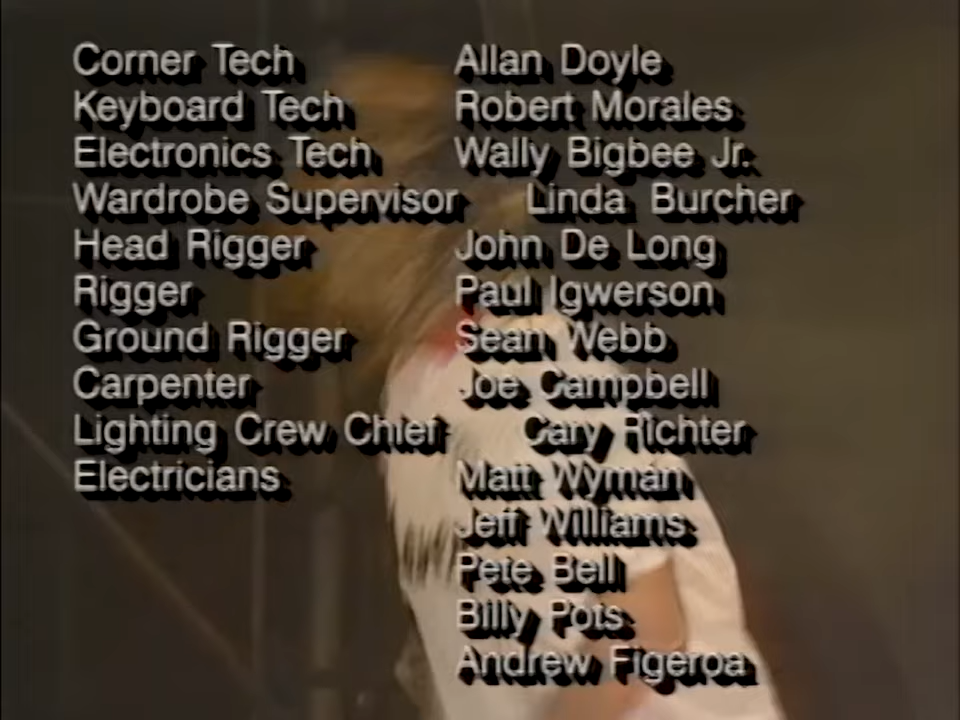 Corner Tech Allan Doyle
Keyboard Tech Robert Morales
Electronics Tech Wally Bigbee Jr.
Wardrobe Supervisor Linda Burcher
Head Rigger John De Long
Rigger Paul Igwerson
Ground Rigger Sean Webb
Carpenter Joe Campbell
Lighting Crew Chief Cary Richter
Electricians Matt Wyman
Jeff Williams
Pete Bell
Billy Pots
Andrew Figeroa